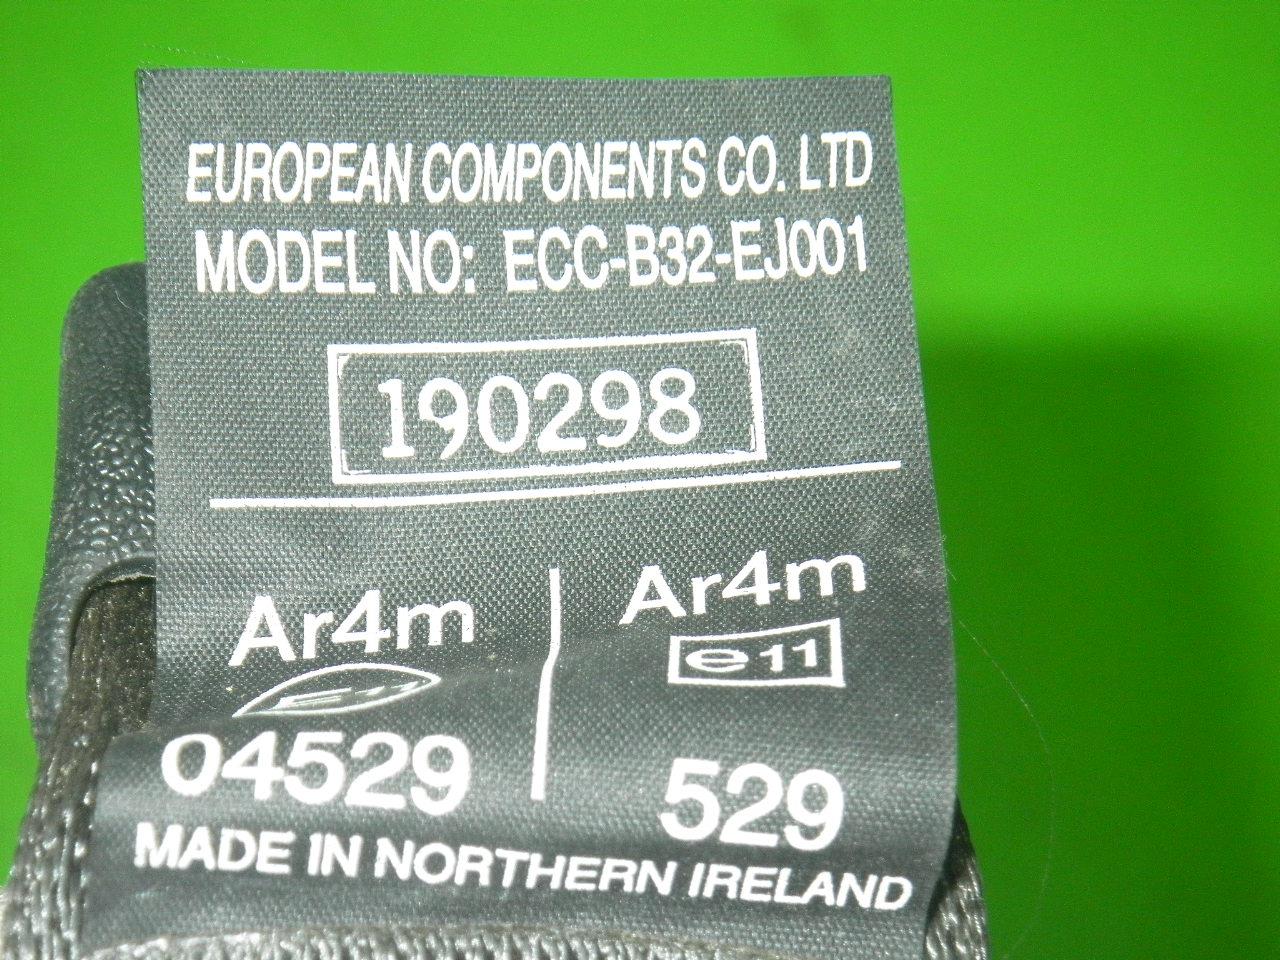 EUROPEAN COMPONENTS CO. LTD
MODEL NO: ECC-B32-EJ001
190298
Ar4m Ar4m
E11 e11
04529 529
MADE IN NORTHERN IRELAND